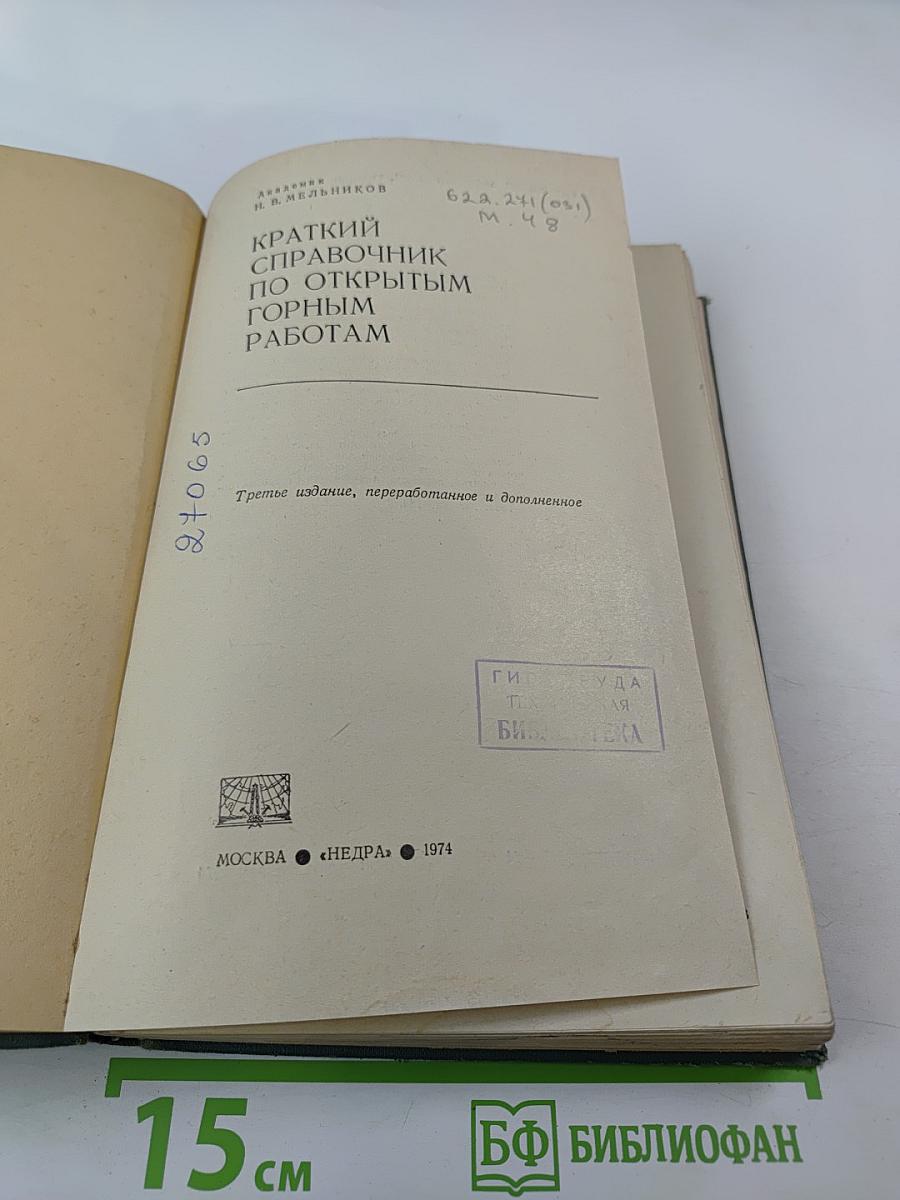 Академик
Н. В. МЕЛЬНИКОВ
622.271(031)
М. 48
КРАТКИЙ
СПРАВОЧНИК
ПО ОТКРЫТЫМ
ГОРНЫМ
РАБОТАМ
27065
Третье издание, переработанное и дополненное
БИБЛИОТЕКА
МОСКВА ● «НЕДРА» ● 1974
15 СМ
БФ БИБЛИОФАН